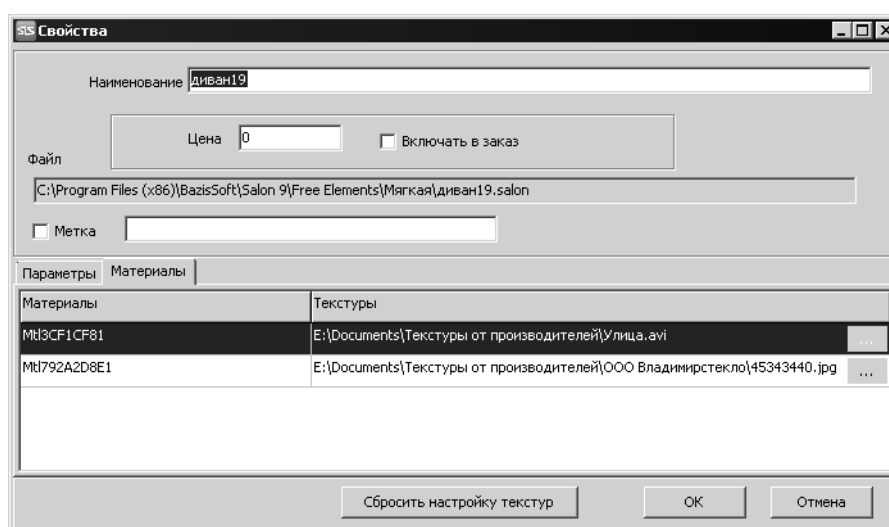 SLS Свойства
Наименование диван19
Цена 0 Включать в заказ
Файл
C:\Program Files (x86)\BazisSoft\Salon 9\Free Elements\Мягкая\диван19.salon
Метка
Параметры Материалы
Материалы Текстуры
Mtl3CF1CF81 E:\Documents\Текстуры от производителей\Улица.avi ...
Mtl792A2D8E1 E:\Documents\Текстуры от производителей\ООО Владимирстекло\45343440.jpg ...
Сбросить настройку текстур OK Отмена